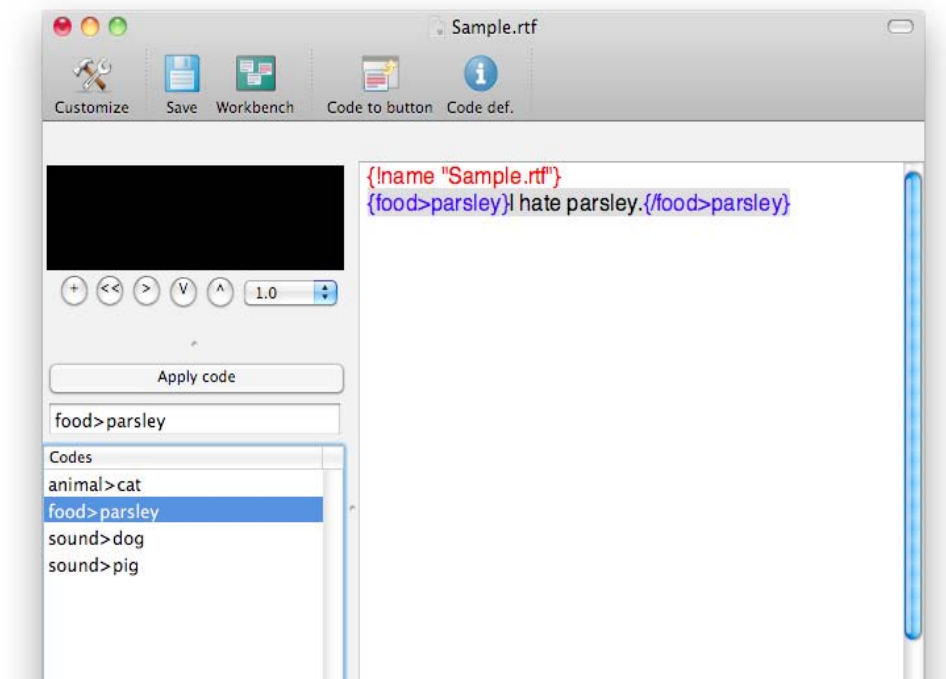 Sample.rtf
Customize Save Workbench Code to button Code def.
+ << > V ^ 1.0
Apply code
food>parsley
Codes
animal>cat
food>parsley
sound>dog
sound>pig
{!name "Sample.rtf"}
{food>parsley}I hate parsley.{/food>parsley}